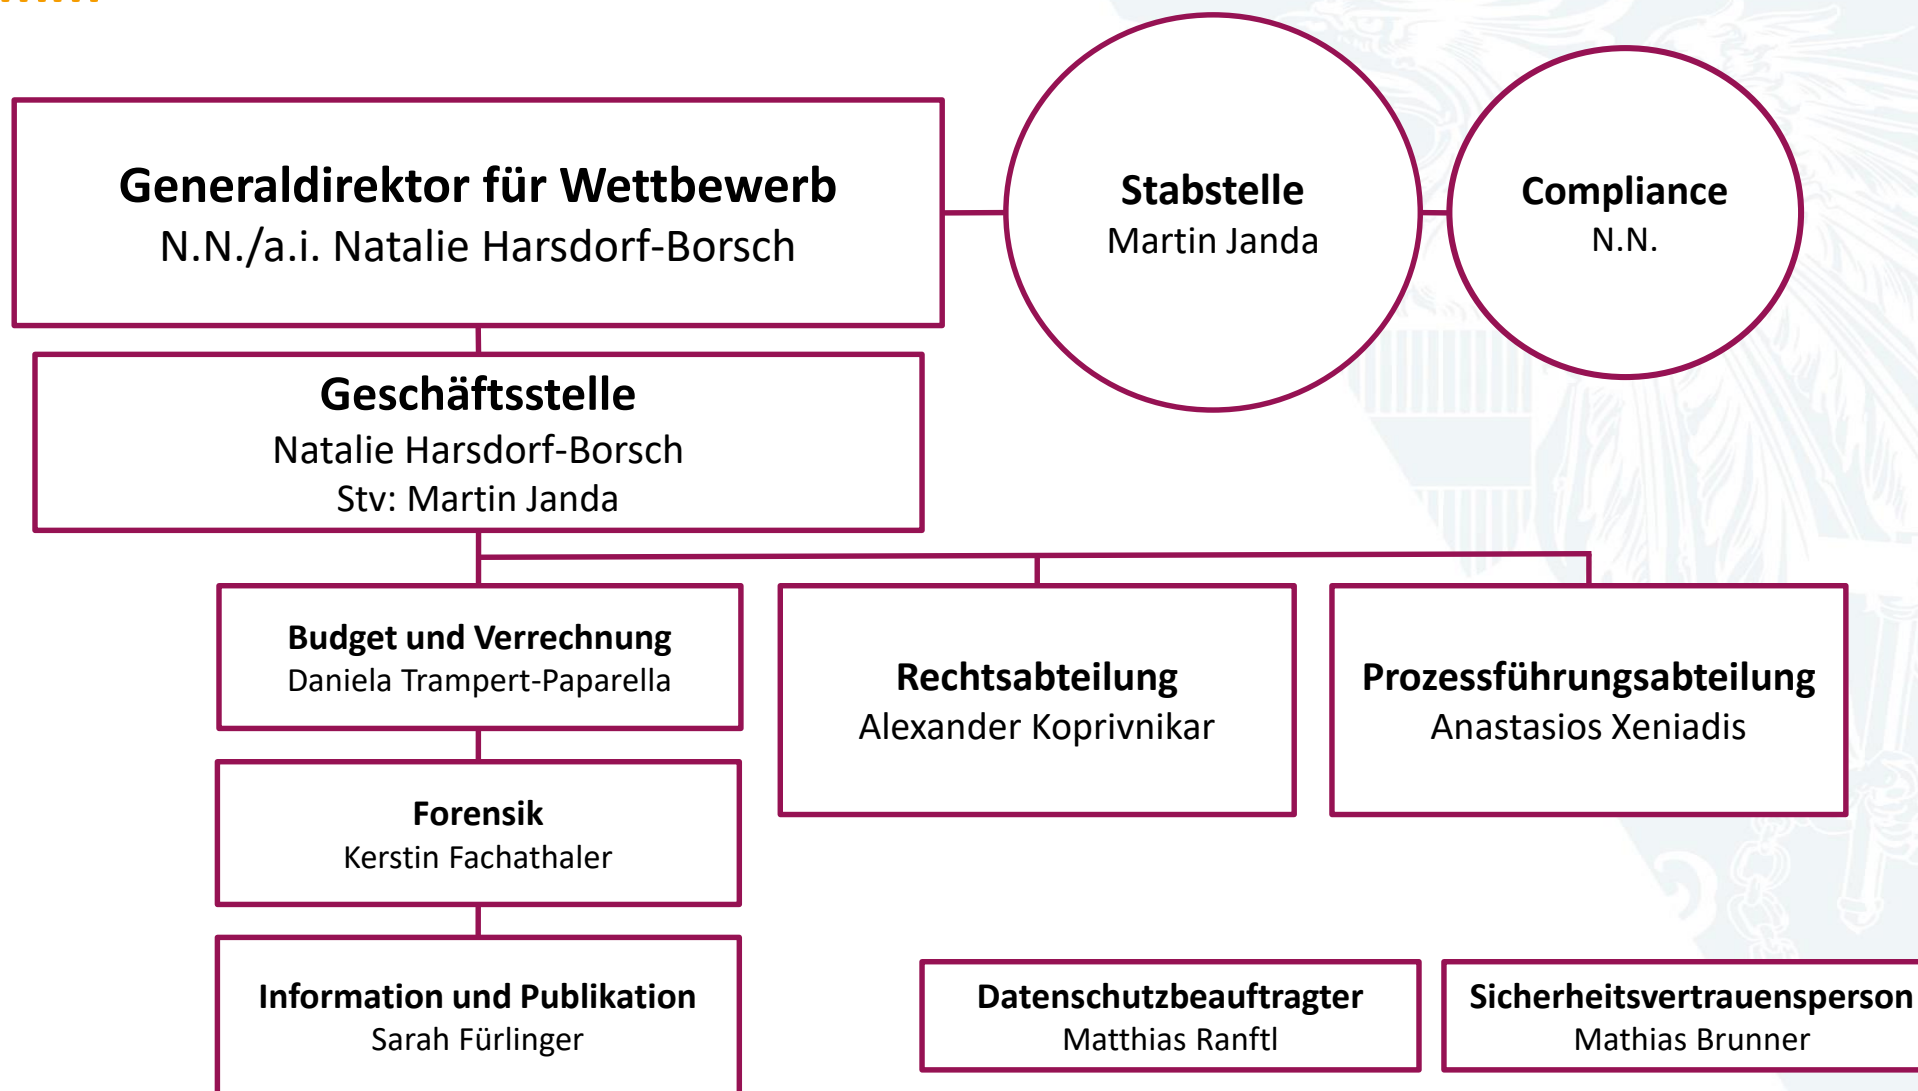 Generaldirektor für Wettbewerb
N.N./a.i. Natalie Harsdorf-Borsch
Stabstelle
Martin Janda
Compliance
N.N.
Geschäftsstelle
Natalie Harsdorf-Borsch
Stv: Martin Janda
Budget und Verrechnung
Daniela Trampert-Paparella
Rechtsabteilung
Alexander Koprivnikar
Prozessführungsabteilung
Anastasios Xeniadis
Forensik
Kerstin Fachathaler
Information und Publikation
Sarah Fürlinger
Datenschutzbeauftragter
Matthias Ranftl
Sicherheitsvertrauensperson
Mathias Brunner